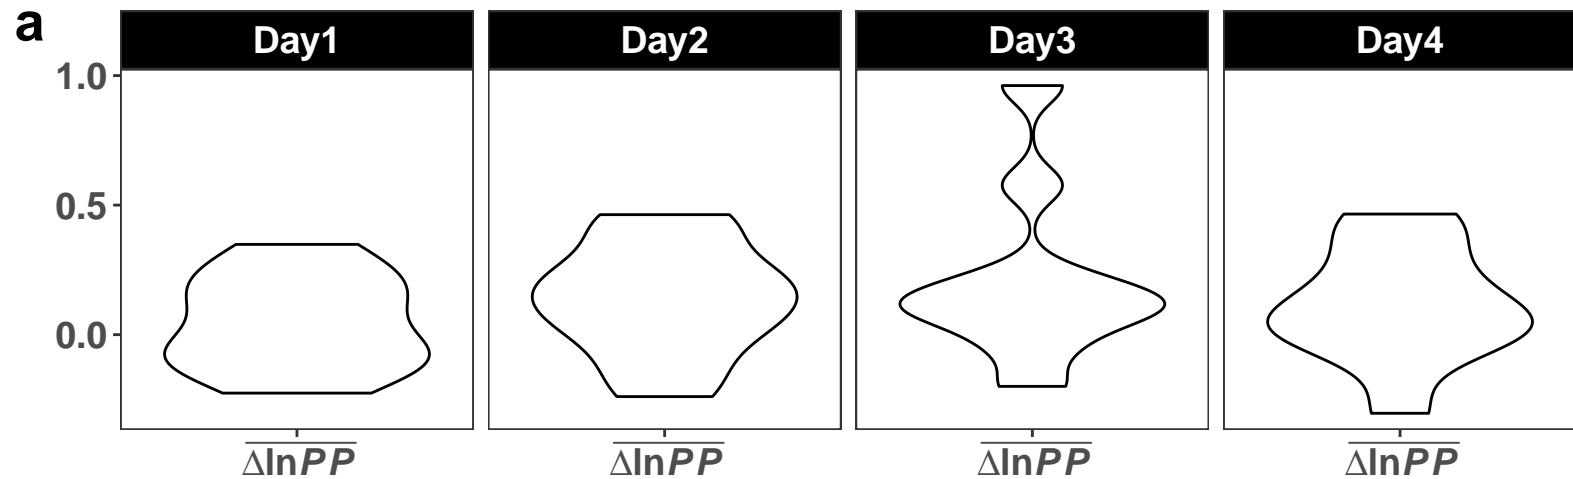 a
Day1 Day2 Day3 Day4
1.0
0.5
0.0
ΔlnPP ΔlnPP ΔlnPP ΔlnPP